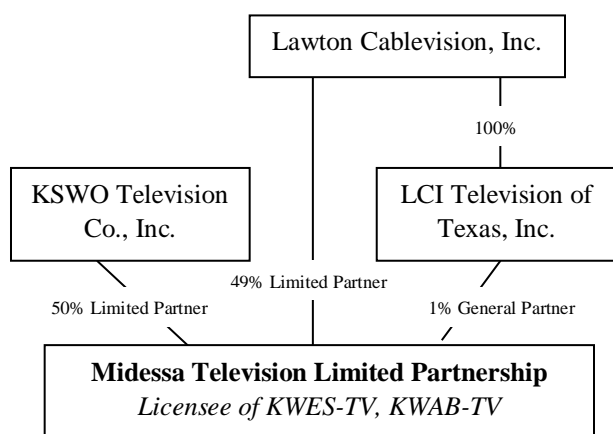 Lawton Cablevision, Inc.
100%
KSWO Television
Co., Inc.
LCI Television of
Texas, Inc.
50% Limited Partner
49% Limited Partner
1% General Partner
Midessa Television Limited Partnership
Licensee of KWES-TV, KWAB-TV